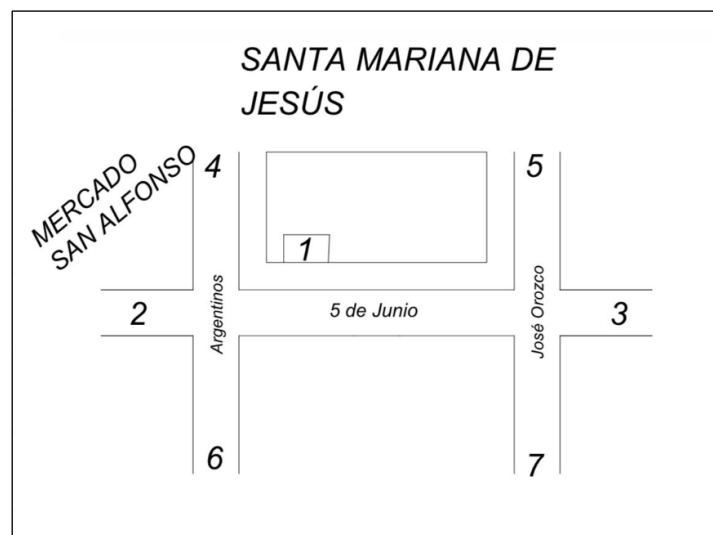 SANTA MARIANA DE
JESÚS
MERCADO
SAN ALFONSO
4
5
1
2
Argentinos
5 de Junio
José Orozco
3
6
7